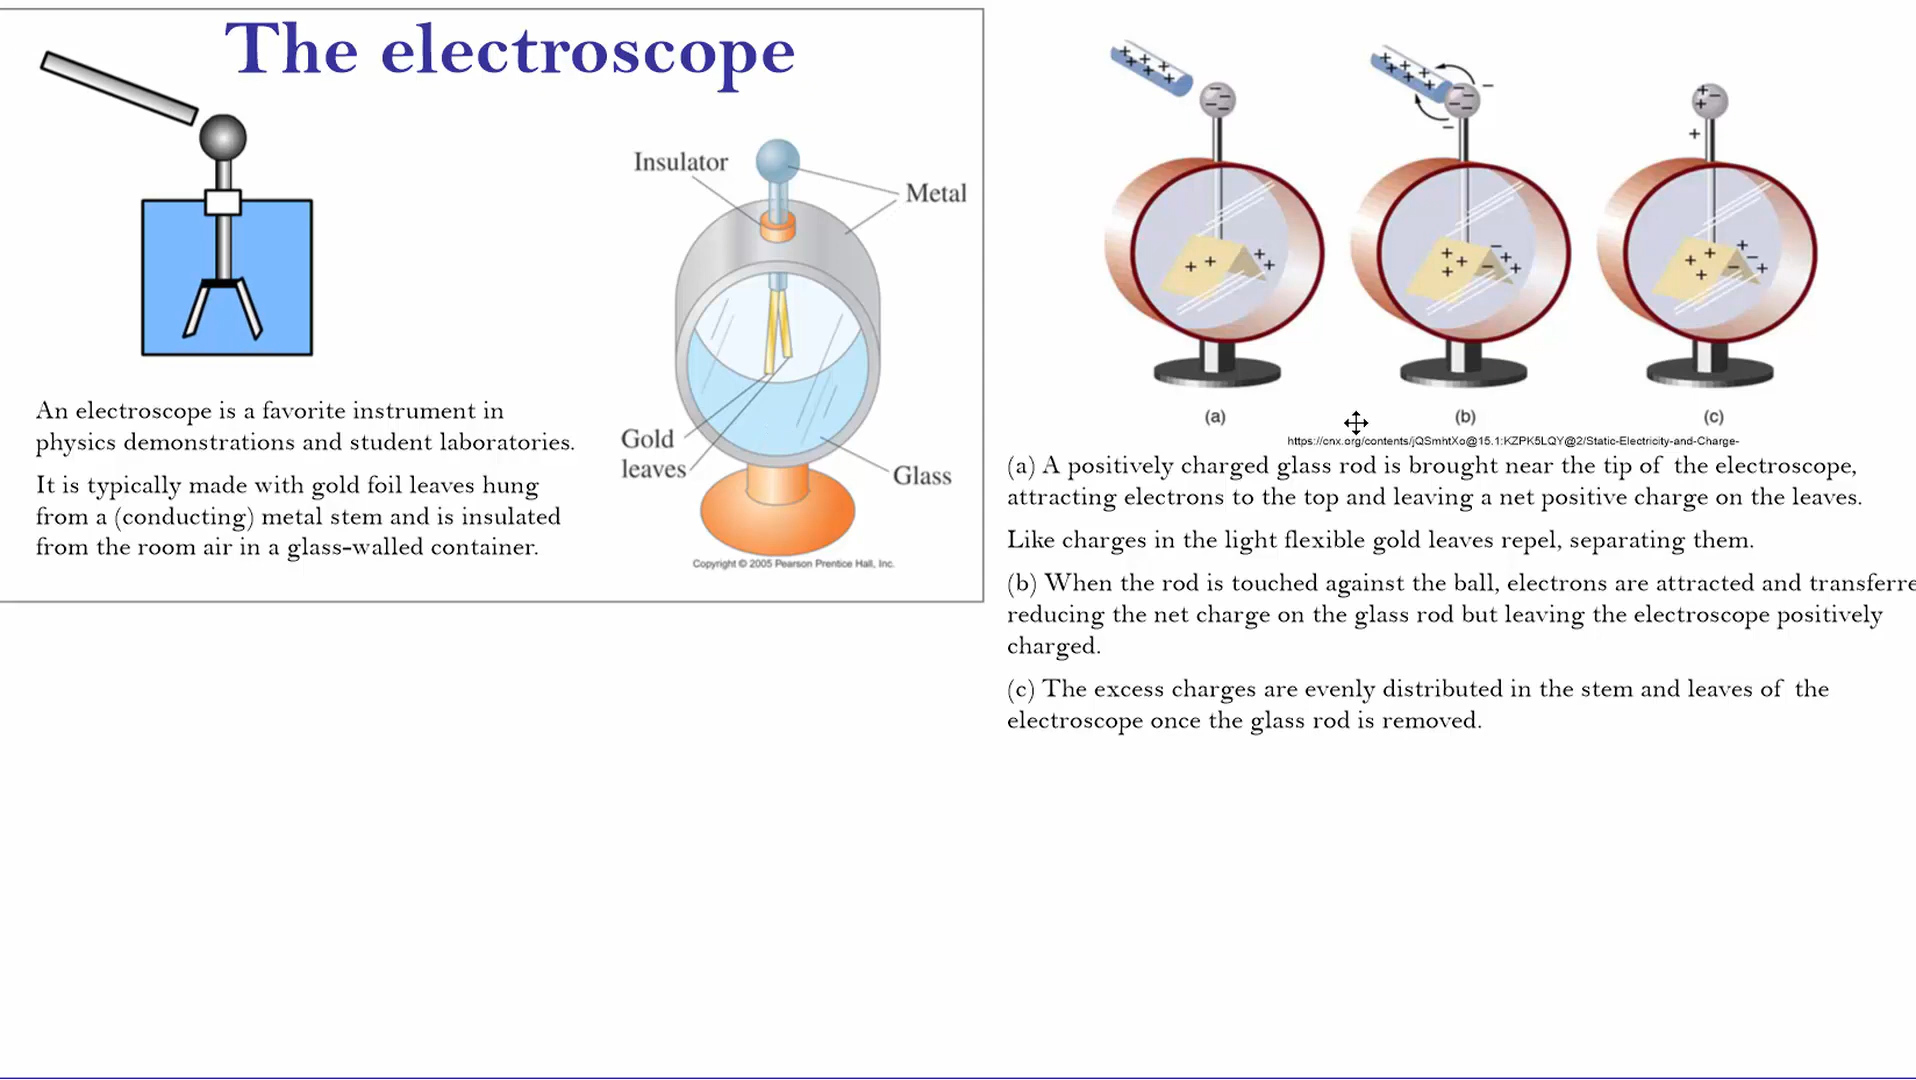 The electroscope
Insulator
Metal
Gold
leaves
Glass
Copyright © 2005 Pearson Prentice Hall, Inc.
An electroscope is a favorite instrument in
physics demonstrations and student laboratories.
It is typically made with gold foil leaves hung
from a (conducting) metal stem and is insulated
from the room air in a glass-walled container.
(a)
(b)
(c)
https://cnx.org/contents/jQSmhtXo@15.1:KZPK5LQY@2/Static-Electricity-and-Charge-
(a) A positively charged glass rod is brought near the tip of the electroscope,
attracting electrons to the top and leaving a net positive charge on the leaves.
Like charges in the light flexible gold leaves repel, separating them.
(b) When the rod is touched against the ball, electrons are attracted and transferre
reducing the net charge on the glass rod but leaving the electroscope positively
charged.
(c) The excess charges are evenly distributed in the stem and leaves of the
electroscope once the glass rod is removed.